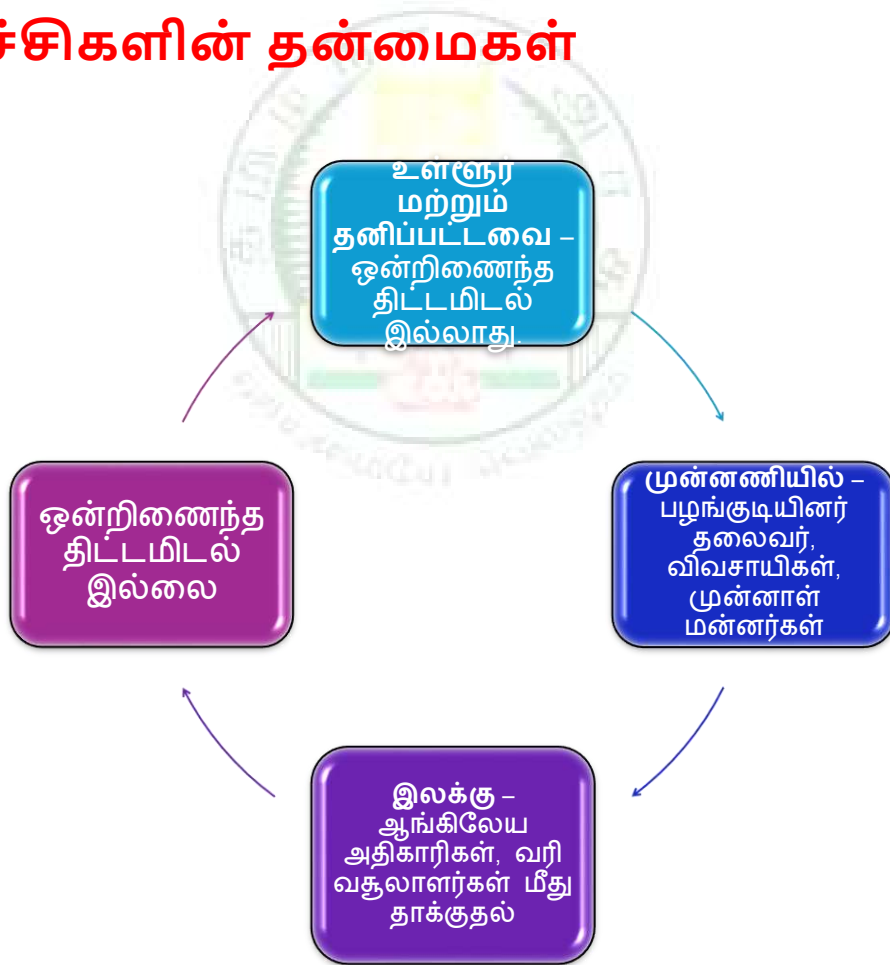 ச்சிகளின் தன்மைகள்
உள்ளூர்
மற்றும்
தனிப்பட்டவை –
ஒன்றிணைந்த
திட்டமிடல்
இல்லாது.
முன்னணியில் –
பழங்குடியினர்
தலைவர்,
விவசாயிகள்,
முன்னாள்
மன்னர்கள்
இலக்கு –
ஆங்கிலேய
அதிகாரிகள், வரி
வசூலாளர்கள் மீது
தாக்குதல்
ஒன்றிணைந்த
திட்டமிடல்
இல்லை